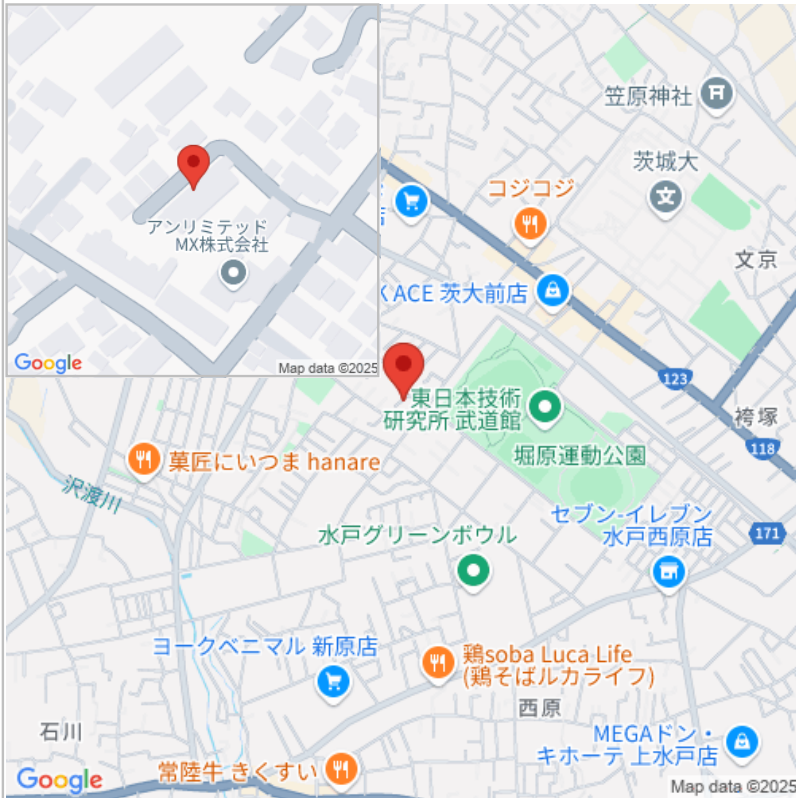 アンリミテッド
MX株式会社
Google
Map data ©2025
笠原神社
茨城大
コジコジ
文京
店
ACE 茨大前店
123
東日本技術
研究所 武道館
袴塚
118
堀原運動公園
菓匠にいつま hanare
沢渡川
セブン-イレブン
水戸西原店
171
水戸グリーンボウル
ヨークベニマル 新原店
鶏soba Luca Life
(鶏そばルカライフ)
西原
石川
MEGAドン・
キホーテ 上水戸店
常陸牛 きくすい
Google
Map data ©2025